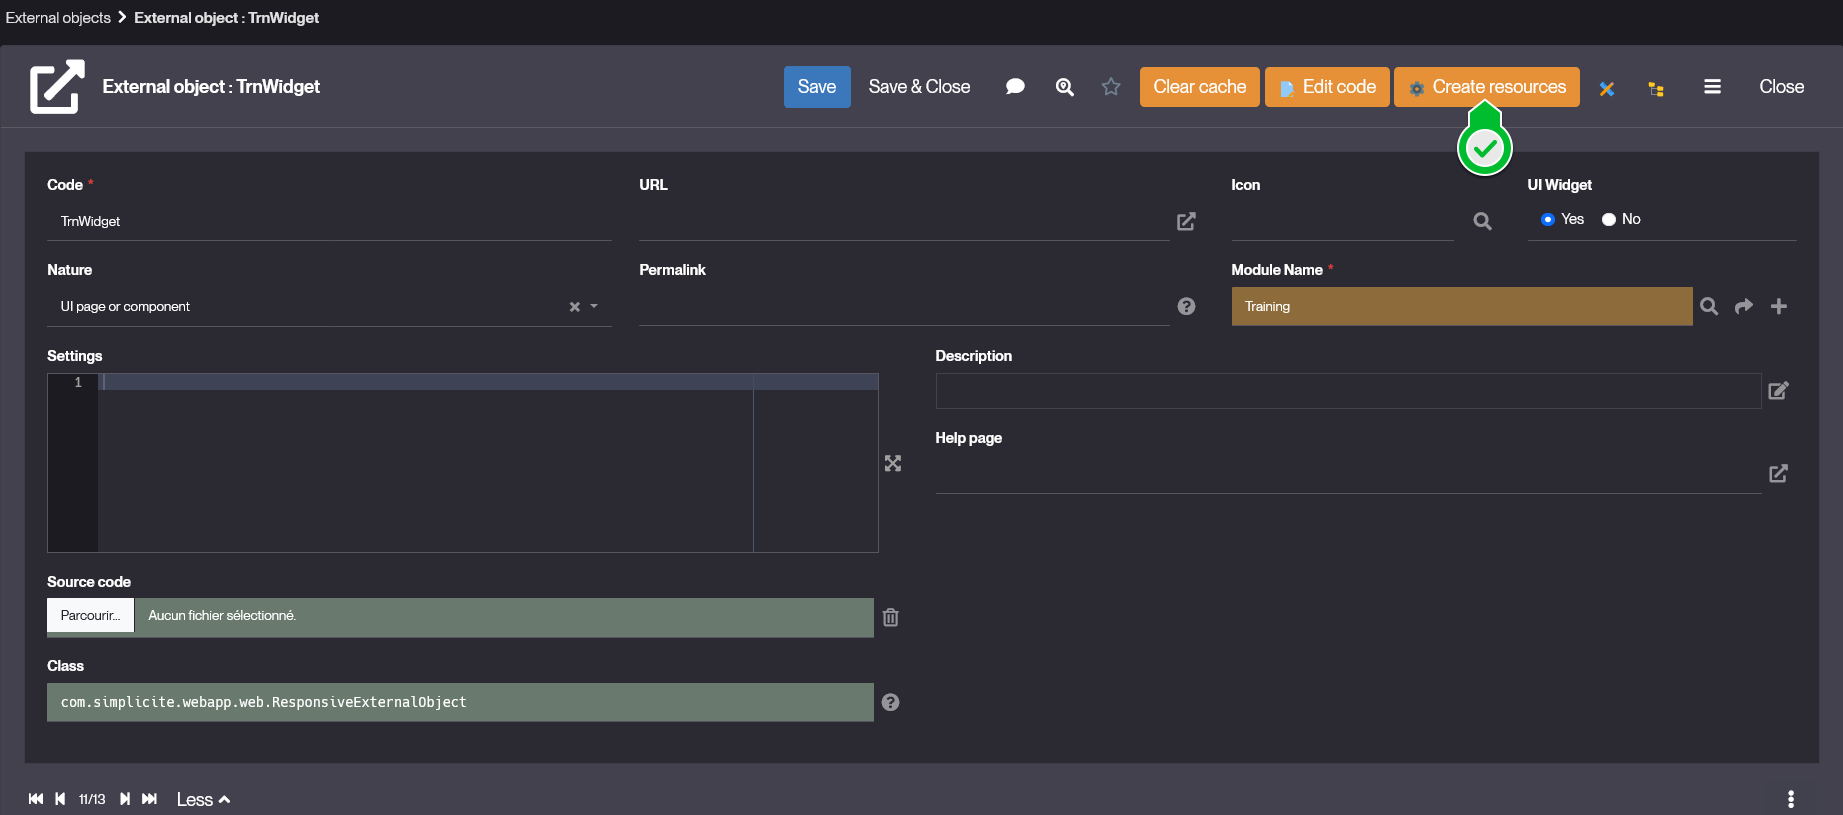 External objects > External object : TrnWidget
External object : TrnWidget
Save
Save & Close
Clear cache
Edit code
Create resources
Close
Code *
URL
Icon
UI Widget
TrnWidget
Yes
No
Nature
Permalink
Module Name *
UI page or component
Training
Settings
Description
1
Help page
Source code
Parcourir... Aucun fichier sélectionné.
Class
com.simplicite.webapp.web.ResponsiveExternalObject
11/13
Less